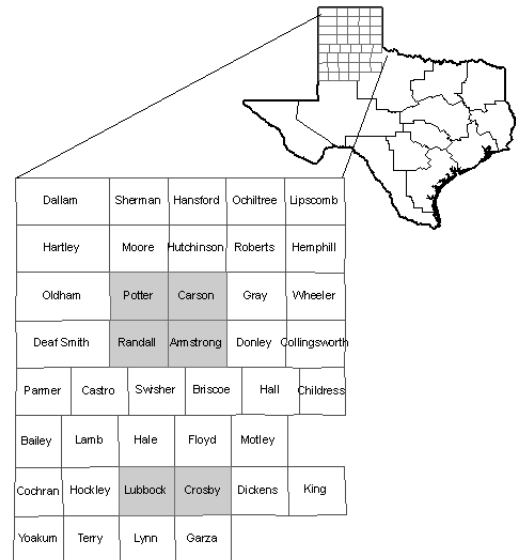 Dallam Sherman Hansford Ochiltree Lipscomb
Hartley Moore Hutchinson Roberts Hemphill
Oldham Potter Carson Gray Wheeler
Deaf Smith Randall Armstrong Donley Collingsworth
Parmer Castro Swisher Briscoe Hall Childress
Bailey Lamb Hale Floyd Motley
Cochran Hockley Lubbock Crosby Dickens King
Yoakum Terry Lynn Garza